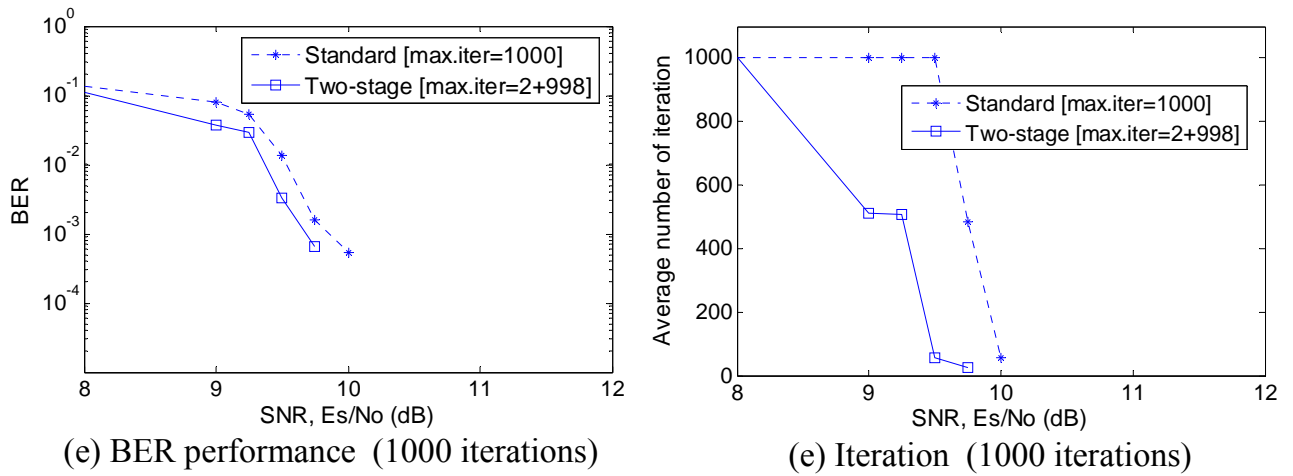 10^0
10^-1
10^-2
10^-3
10^-4
BER
Standard [max.iter=1000]
Two-stage [max.iter=2+998]
8 9 10 11 12
SNR, Es/No (dB)
(e) BER performance (1000 iterations)
1000
800
600
400
200
0
Average number of iteration
Standard [max.iter=1000]
Two-stage [max.iter=2+998]
8 9 10 11 12
SNR, Es/No (dB)
(e) Iteration (1000 iterations)